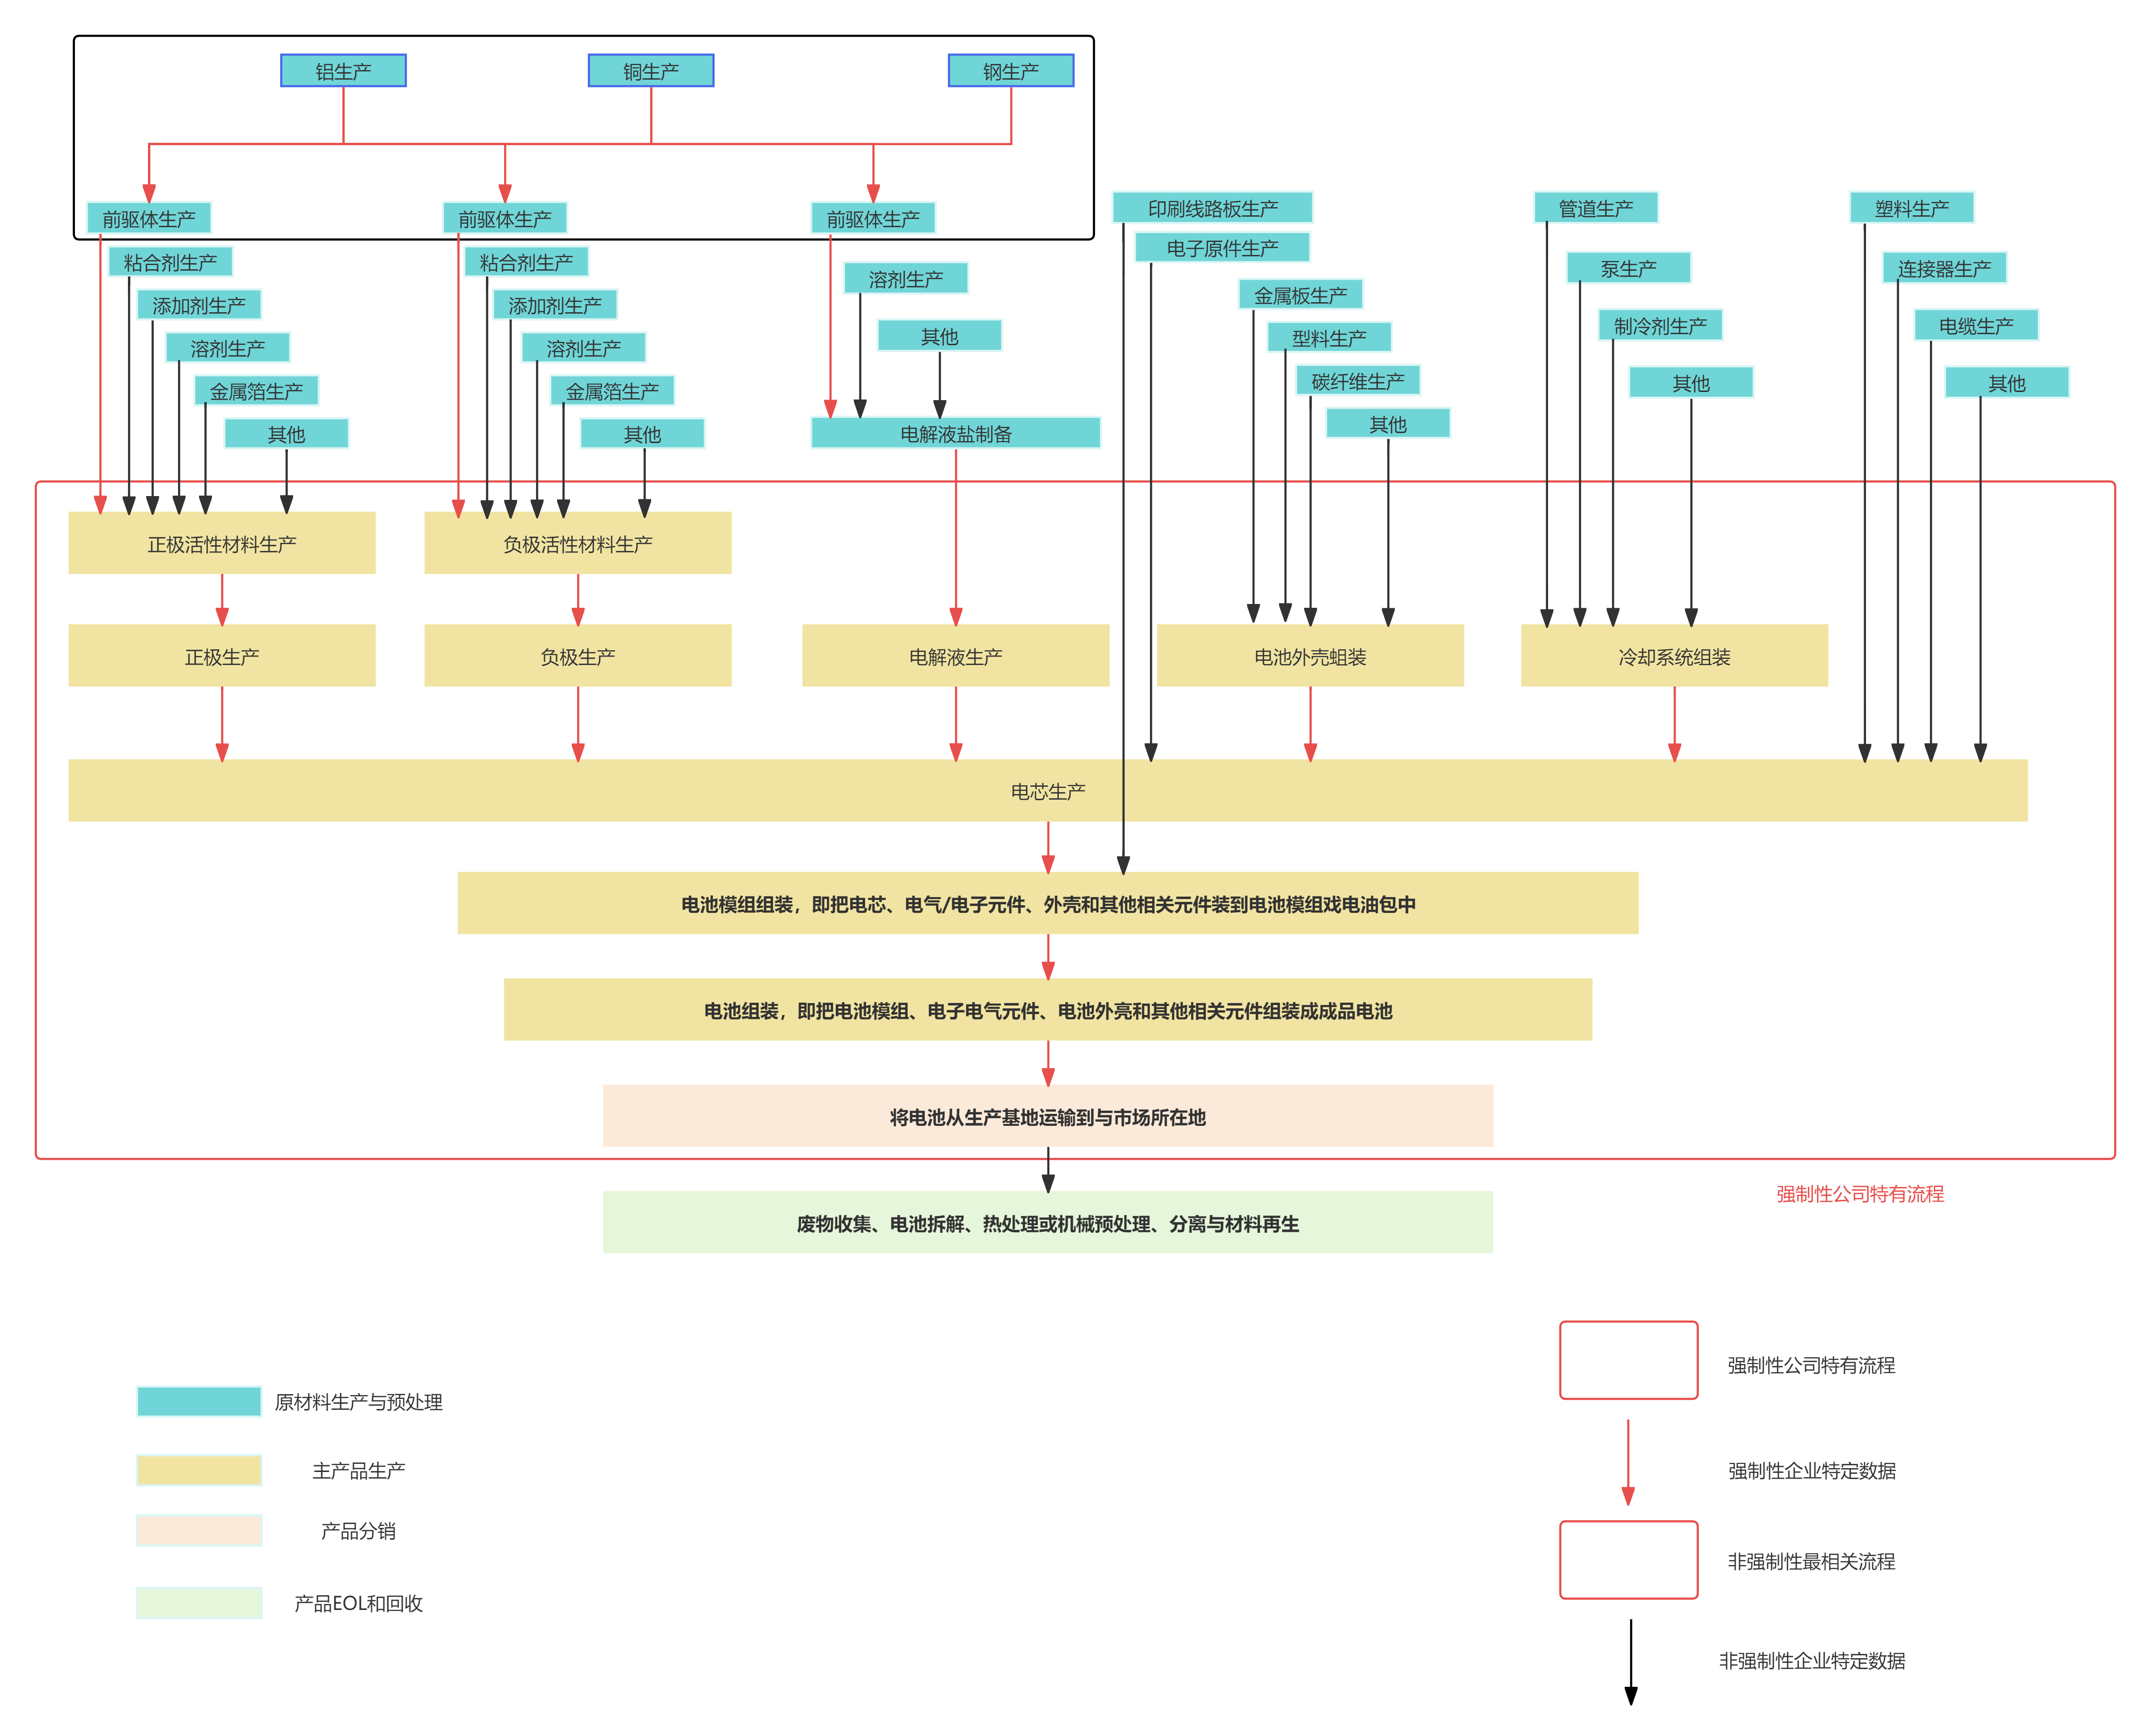 铝生产
铜生产
钢生产
前驱体生产
前驱体生产
前驱体生产
印刷线路板生产
管道生产
塑料生产
电子原件生产
粘合剂生产
粘合剂生产
溶剂生产
泵生产
连接器生产
金属板生产
添加剂生产
添加剂生产
其他
型料生产
制冷剂生产
电缆生产
溶剂生产
溶剂生产
碳纤维生产
其他
其他
金属箔生产
金属箔生产
其他
其他
其他
电解液盐制备
正极活性材料生产
负极活性材料生产
正极生产
负极生产
电解液生产
电池外壳蛆装
冷却系统组装
电芯生产
电池模组组装，即把电芯、电气/电子元件、外壳和其他相关元件装到电池模组戏电油包中
电池组装，即把电池模组、电子电气元件、电池外亮和其他相关元件组装成成品电池
将电池从生产基地运输到与市场所在地
强制性公司特有流程
废物收集、电池拆解、热处理或机械预处理、分离与材料再生
强制性公司特有流程
原材料生产与预处理
主产品生产
强制性企业特定数据
产品分销
非强制性最相关流程
产品EOL和回收
非强制性企业特定数据